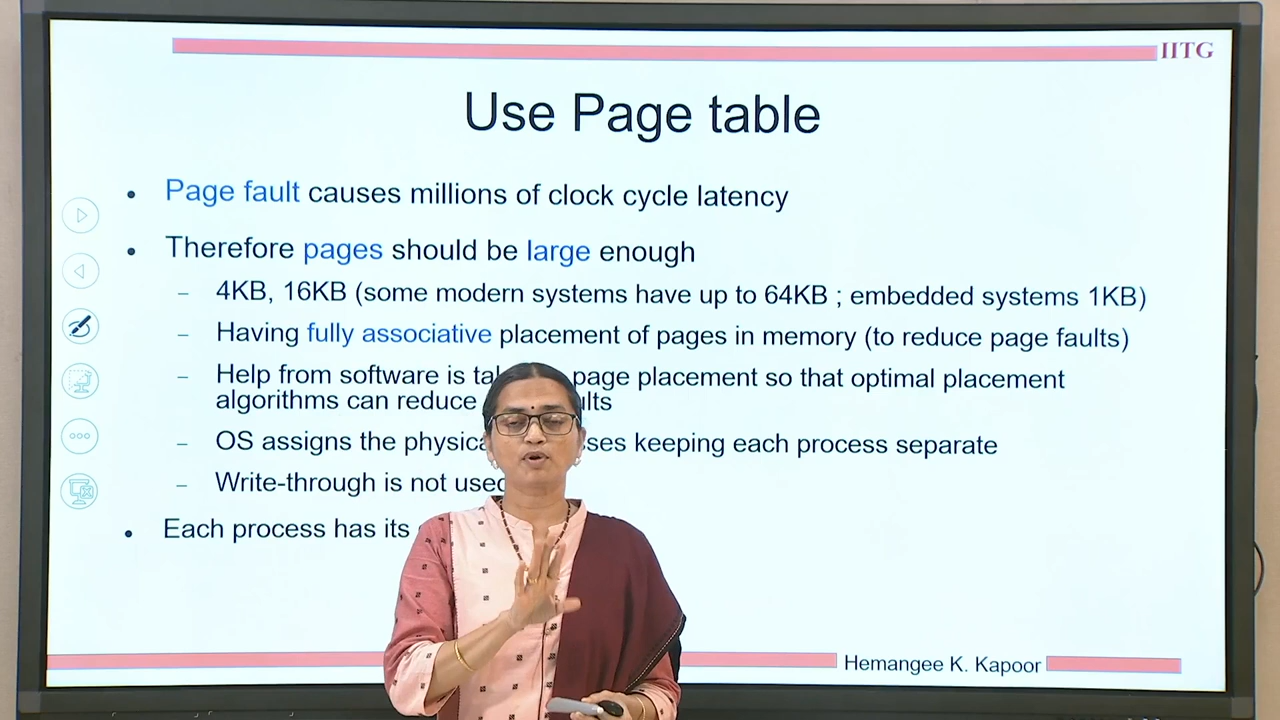 IITG
Use Page table
• Page fault causes millions of clock cycle latency
• Therefore pages should be large enough
– 4KB, 16KB (some modern systems have up to 64KB ; embedded systems 1KB)
– Having fully associative placement of pages in memory (to reduce page faults)
– Help from software is page placement so that optimal placement
algorithms can reduce
– OS assigns the keeping each process separate
– Write-through is not used
• Each process has its
Hemangee K. Kapoor